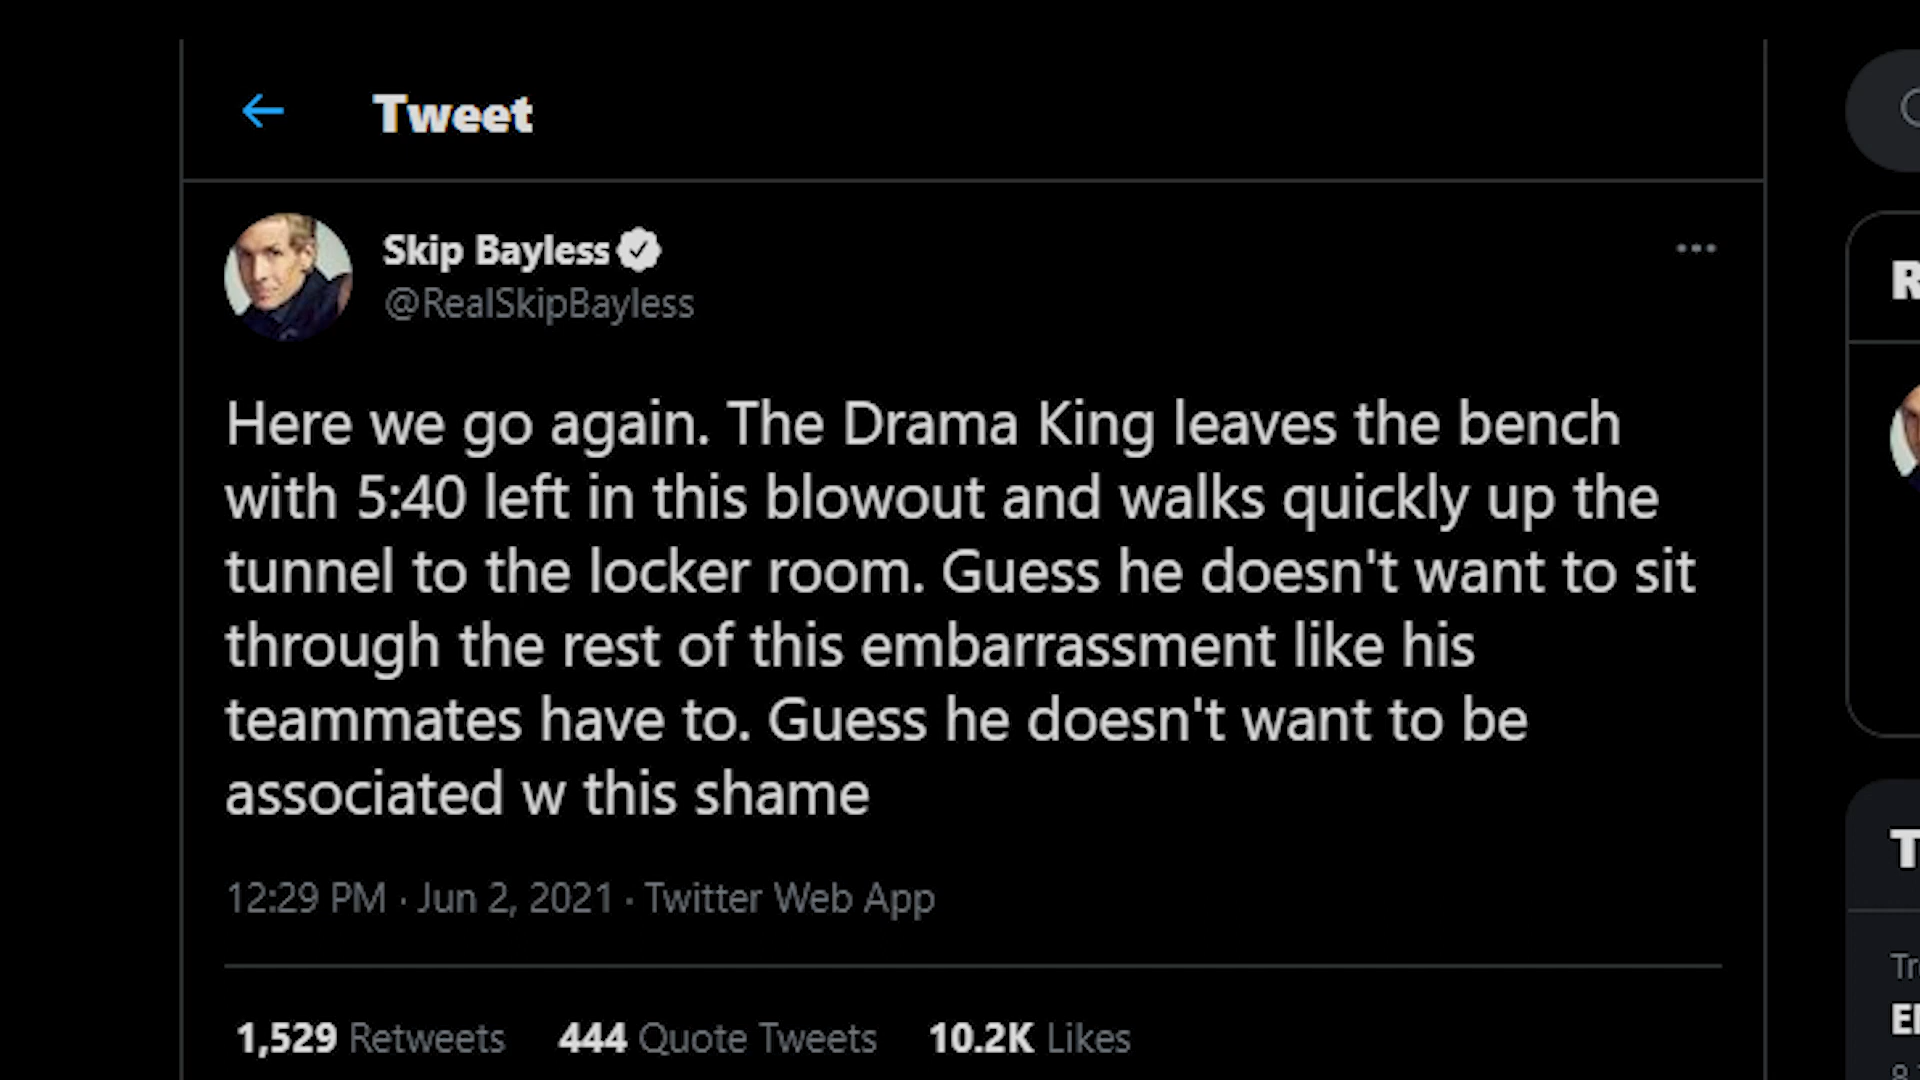 Tweet
Skip Bayless
@RealSkipBayless
Here we go again. The Drama King leaves the bench
with 5:40 left in this blowout and walks quickly up the
tunnel to the locker room. Guess he doesn't want to sit
through the rest of this embarrassment like his
teammates have to. Guess he doesn't want to be
associated w this shame
12:29 PM · Jun 2, 2021 · Twitter Web App
1,529 Retweets 444 Quote Tweets 10.2K Likes